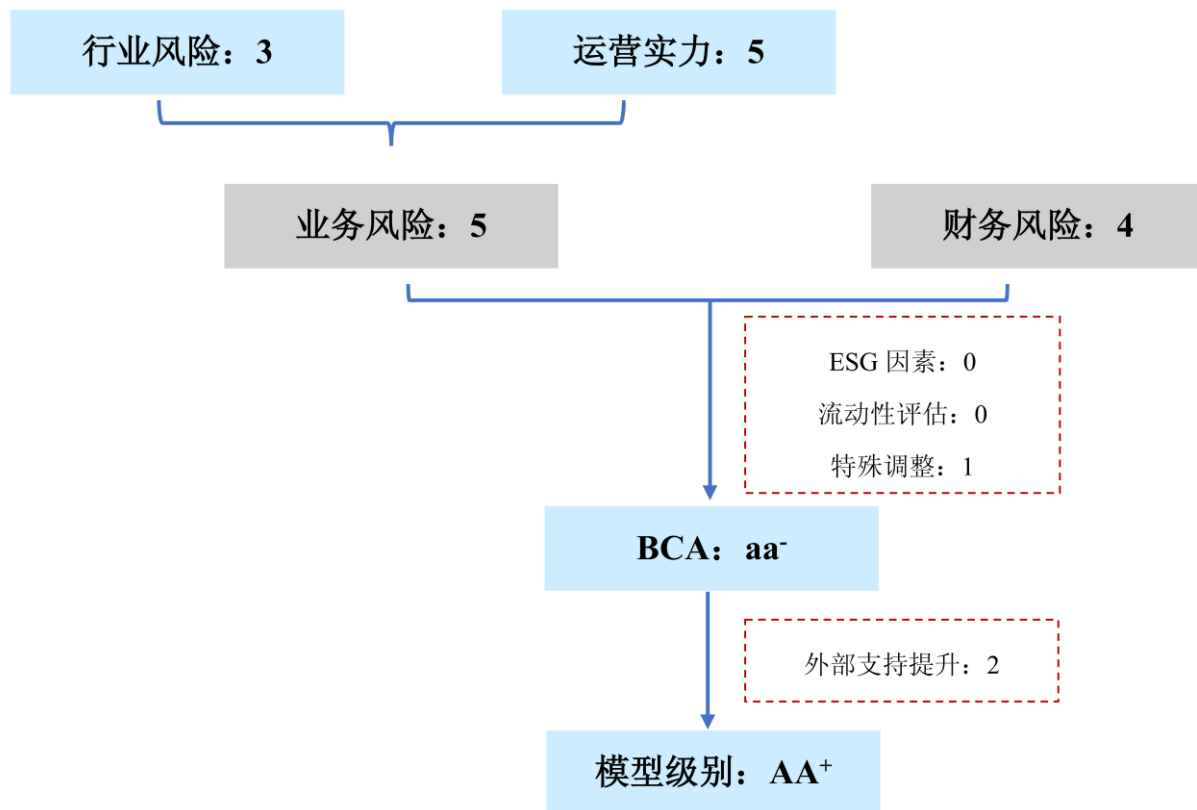 行业风险：3
运营实力：5
业务风险：5
财务风险：4
ESG 因素：0
流动性评估：0
特殊调整：1
BCA：aa⁻
外部支持提升：2
模型级别：AA⁺